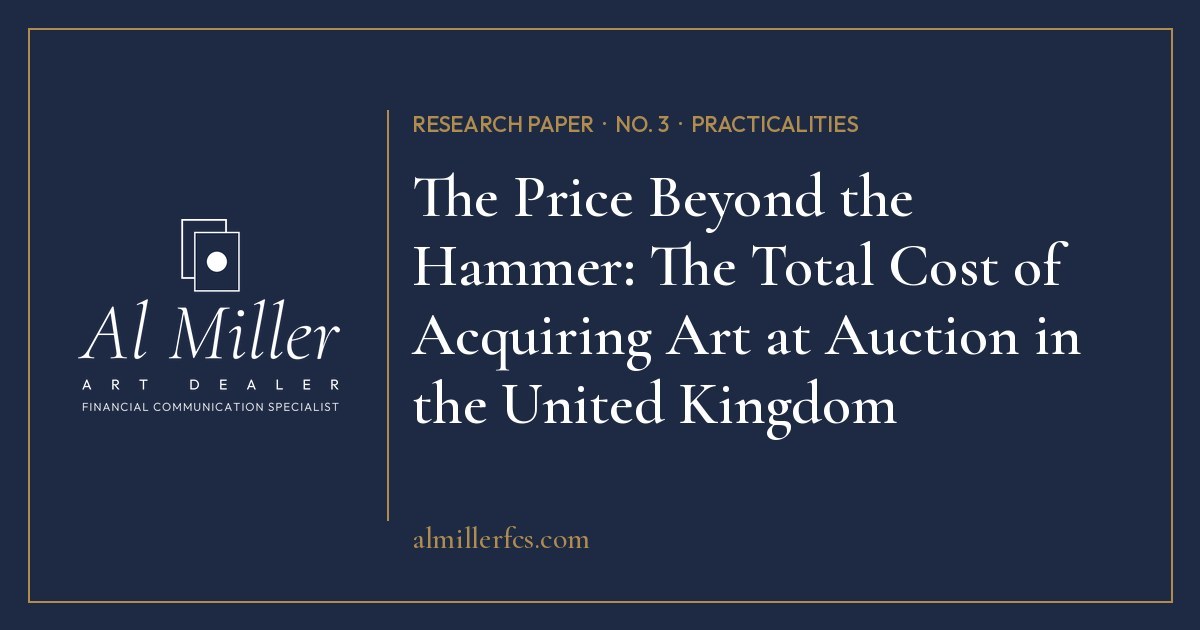 Al Miller
ART DEALER
FINANCIAL COMMUNICATION SPECIALIST
RESEARCH PAPER · NO. 3 · PRACTICALITIES
The Price Beyond the
Hammer: The Total Cost of
Acquiring Art at Auction in
the United Kingdom
almillerfcs.com